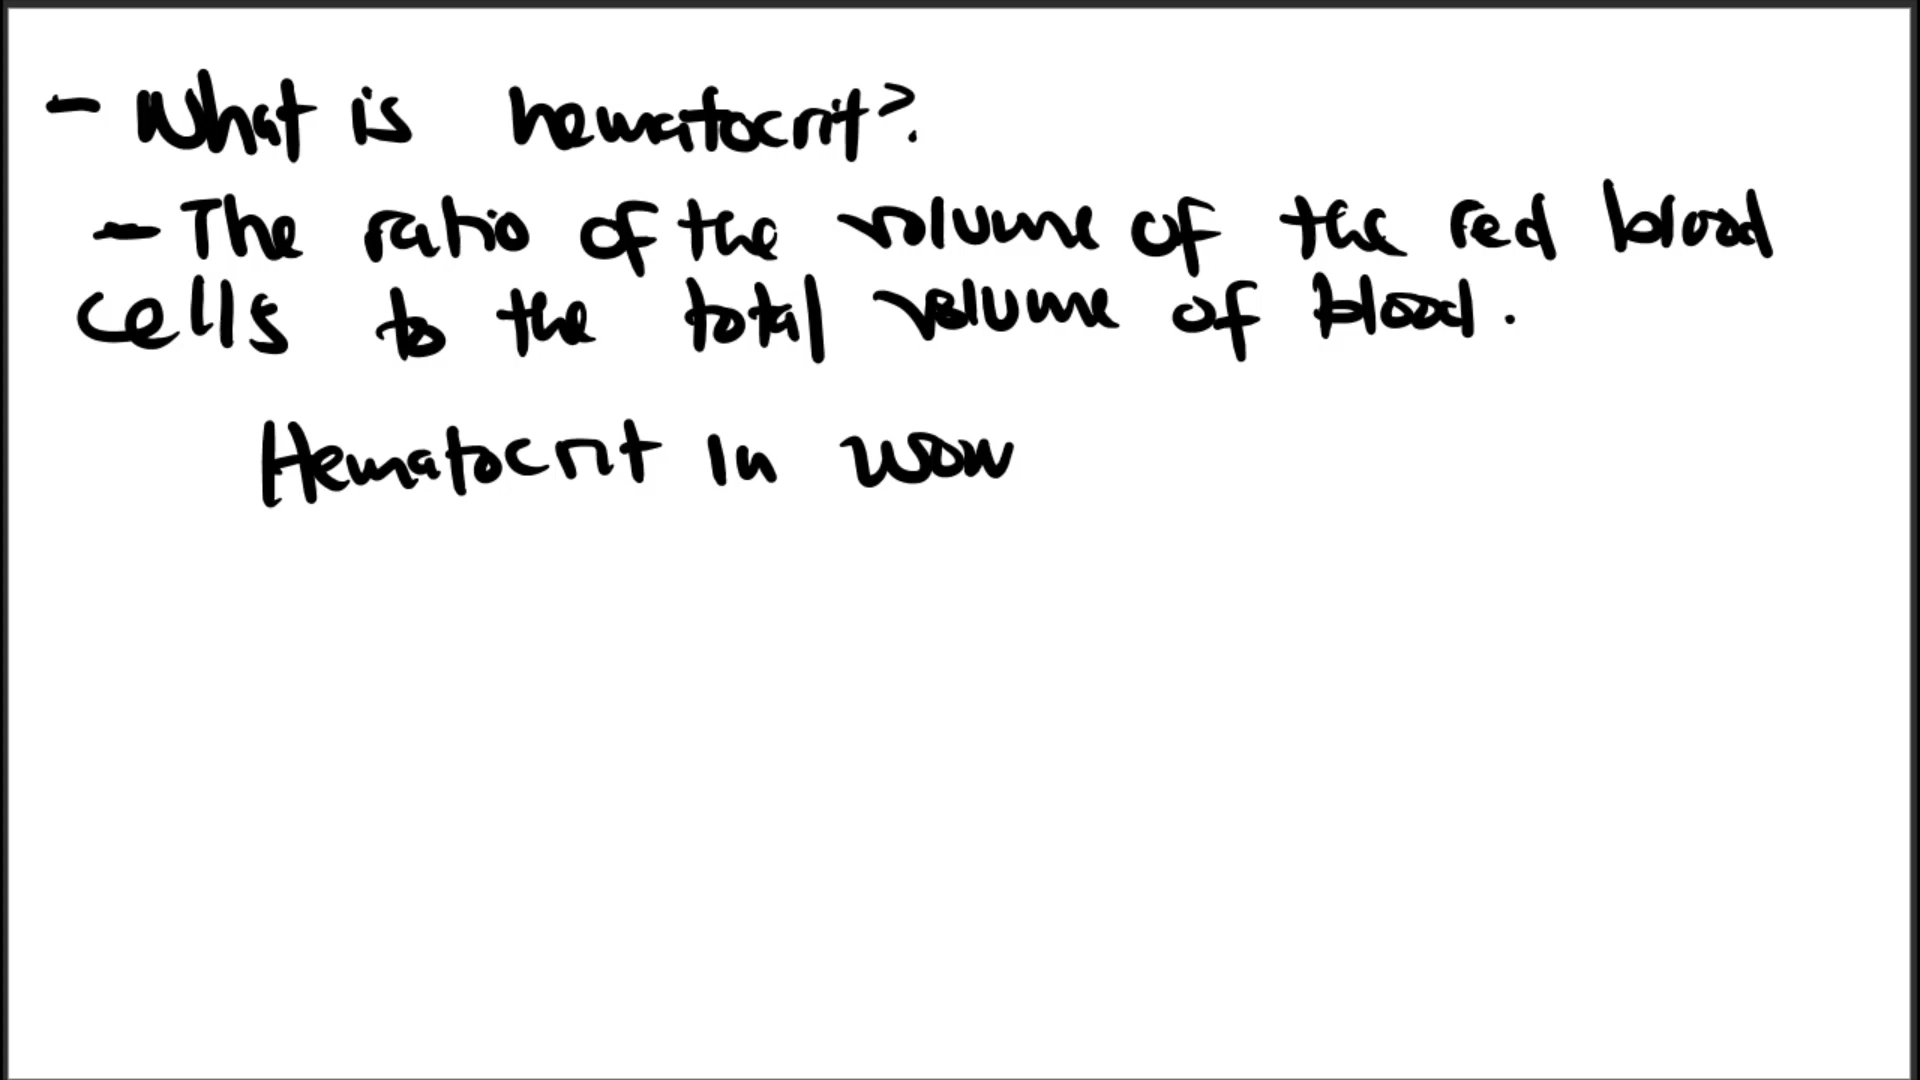 - What is hematocrit?
- The ratio of the volume of the red blood
cells to the total volume of blood.
Hematocrit in wom